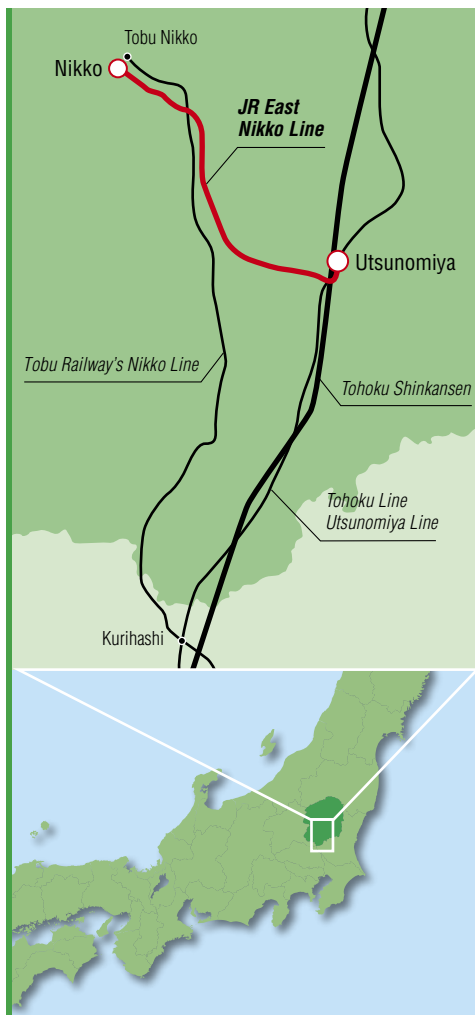 Tobu Nikko
Nikko
JR East
Nikko Line
Utsunomiya
Tobu Railway's Nikko Line
Tohoku Shinkansen
Tohoku Line
Utsunomiya Line
Kurihashi